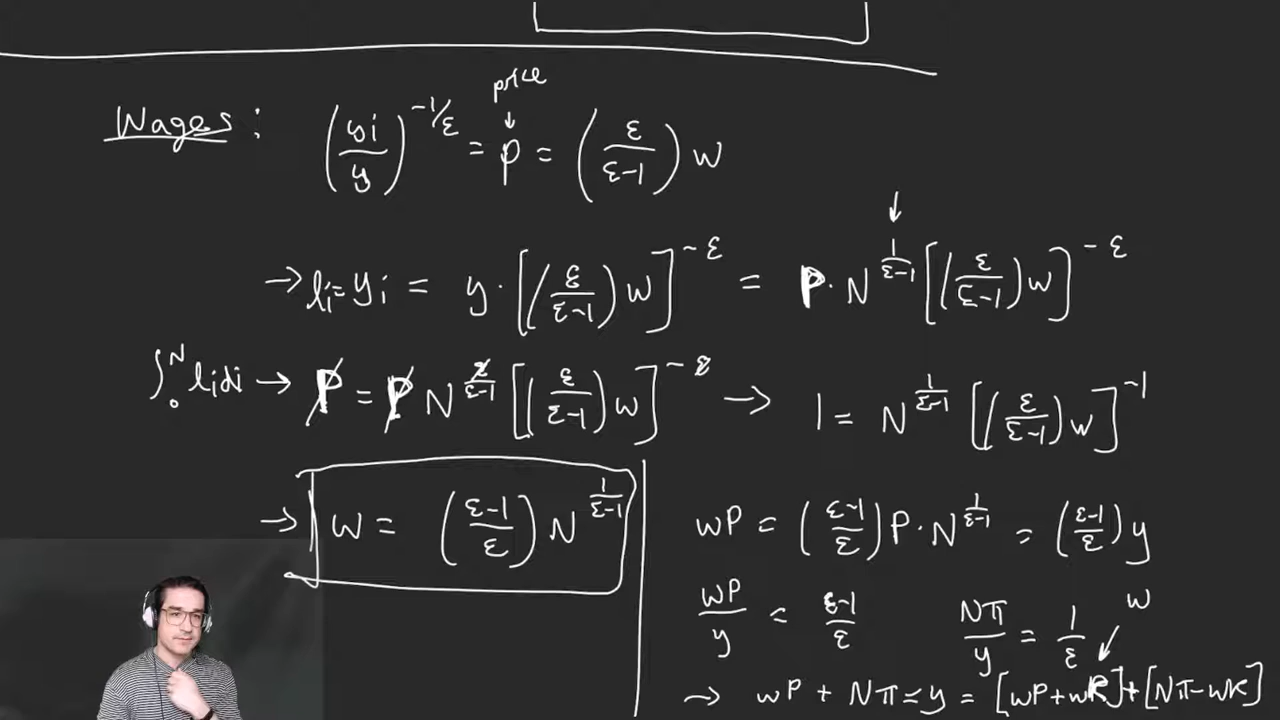 price
↓
Wages: (yi/y)^{-1/ε} = p = (ε/(ε-1)) w
↓
→ li = yi = y · [(ε/(ε-1)) w]^{-ε} = P · N^{1/(ε-1)} [(ε/(ε-1)) w]^{-ε}
∫₀^N li di → P = P N^{ε/(ε-1)} [(ε/(ε-1)) w]^{-ε} → 1 = N^{1/(ε-1)} [(ε/(ε-1)) w]^{-1}
→ w = ((ε-1)/ε) N^{1/(ε-1)}
wP = ((ε-1)/ε) P · N^{1/(ε-1)} = ((ε-1)/ε) y
wP/y = (ε-1)/ε
Nπ/y = 1/ε
w
→ wP + Nπ = y = [wP + wR] + [Nπ - wR]